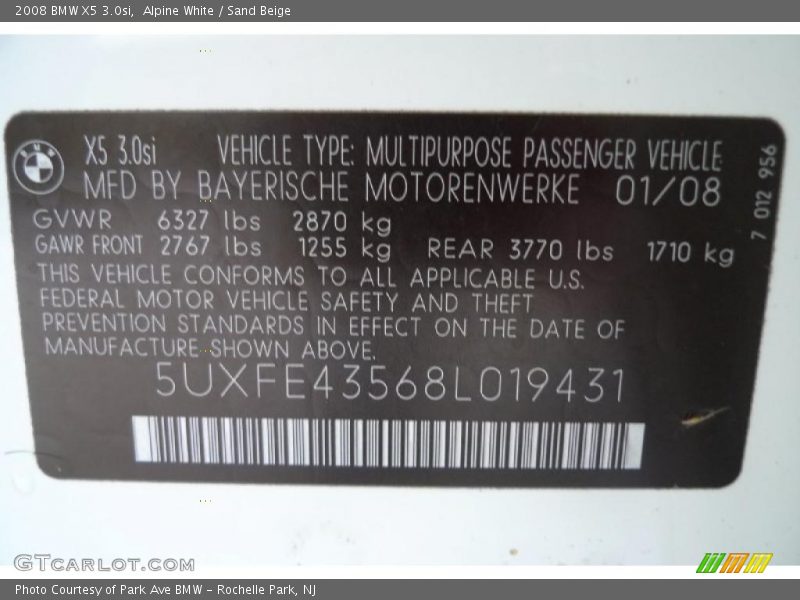 2008 BMW X5 3.0si, Alpine White / Sand Beige
BMW
X5 3.0si VEHICLE TYPE: MULTIPURPOSE PASSENGER VEHICLE
MFD BY BAYERISCHE MOTORENWERKE 01/08
GVWR 6327 lbs 2870 kg
GAWR FRONT 2767 lbs 1255 kg REAR 3770 lbs 1710 kg
THIS VEHICLE CONFORMS TO ALL APPLICABLE U.S.
FEDERAL MOTOR VEHICLE SAFETY AND THEFT
PREVENTION STANDARDS IN EFFECT ON THE DATE OF
MANUFACTURE SHOWN ABOVE.
5UXFE43568L019431
7 012 956
GTCARLOT.COM
Photo Courtesy of Park Ave BMW - Rochelle Park, NJ